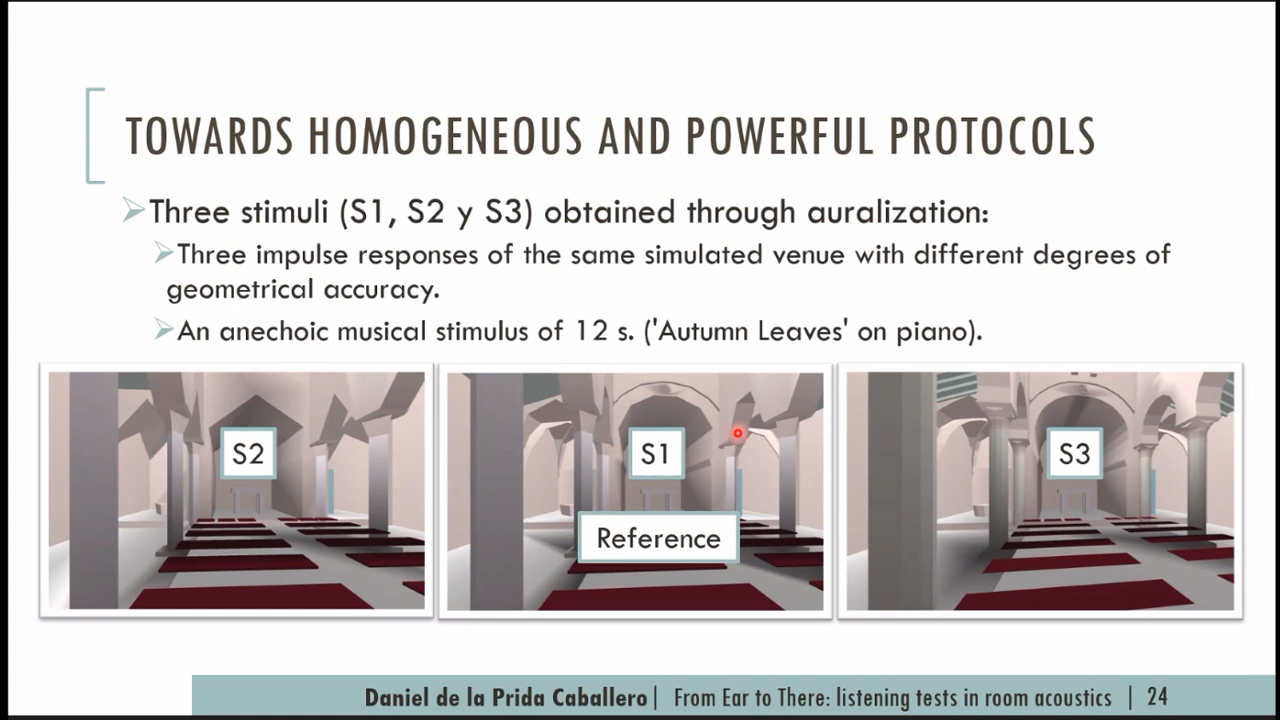 TOWARDS HOMOGENEOUS AND POWERFUL PROTOCOLS
Three stimuli (S1, S2 y S3) obtained through auralization:
Three impulse responses of the same simulated venue with different degrees of
geometrical accuracy.
An anechoic musical stimulus of 12 s. ('Autumn Leaves' on piano).
S2
S1
S3
Reference
Daniel de la Prida Caballero| From Ear to There: listening tests in room acoustics | 24